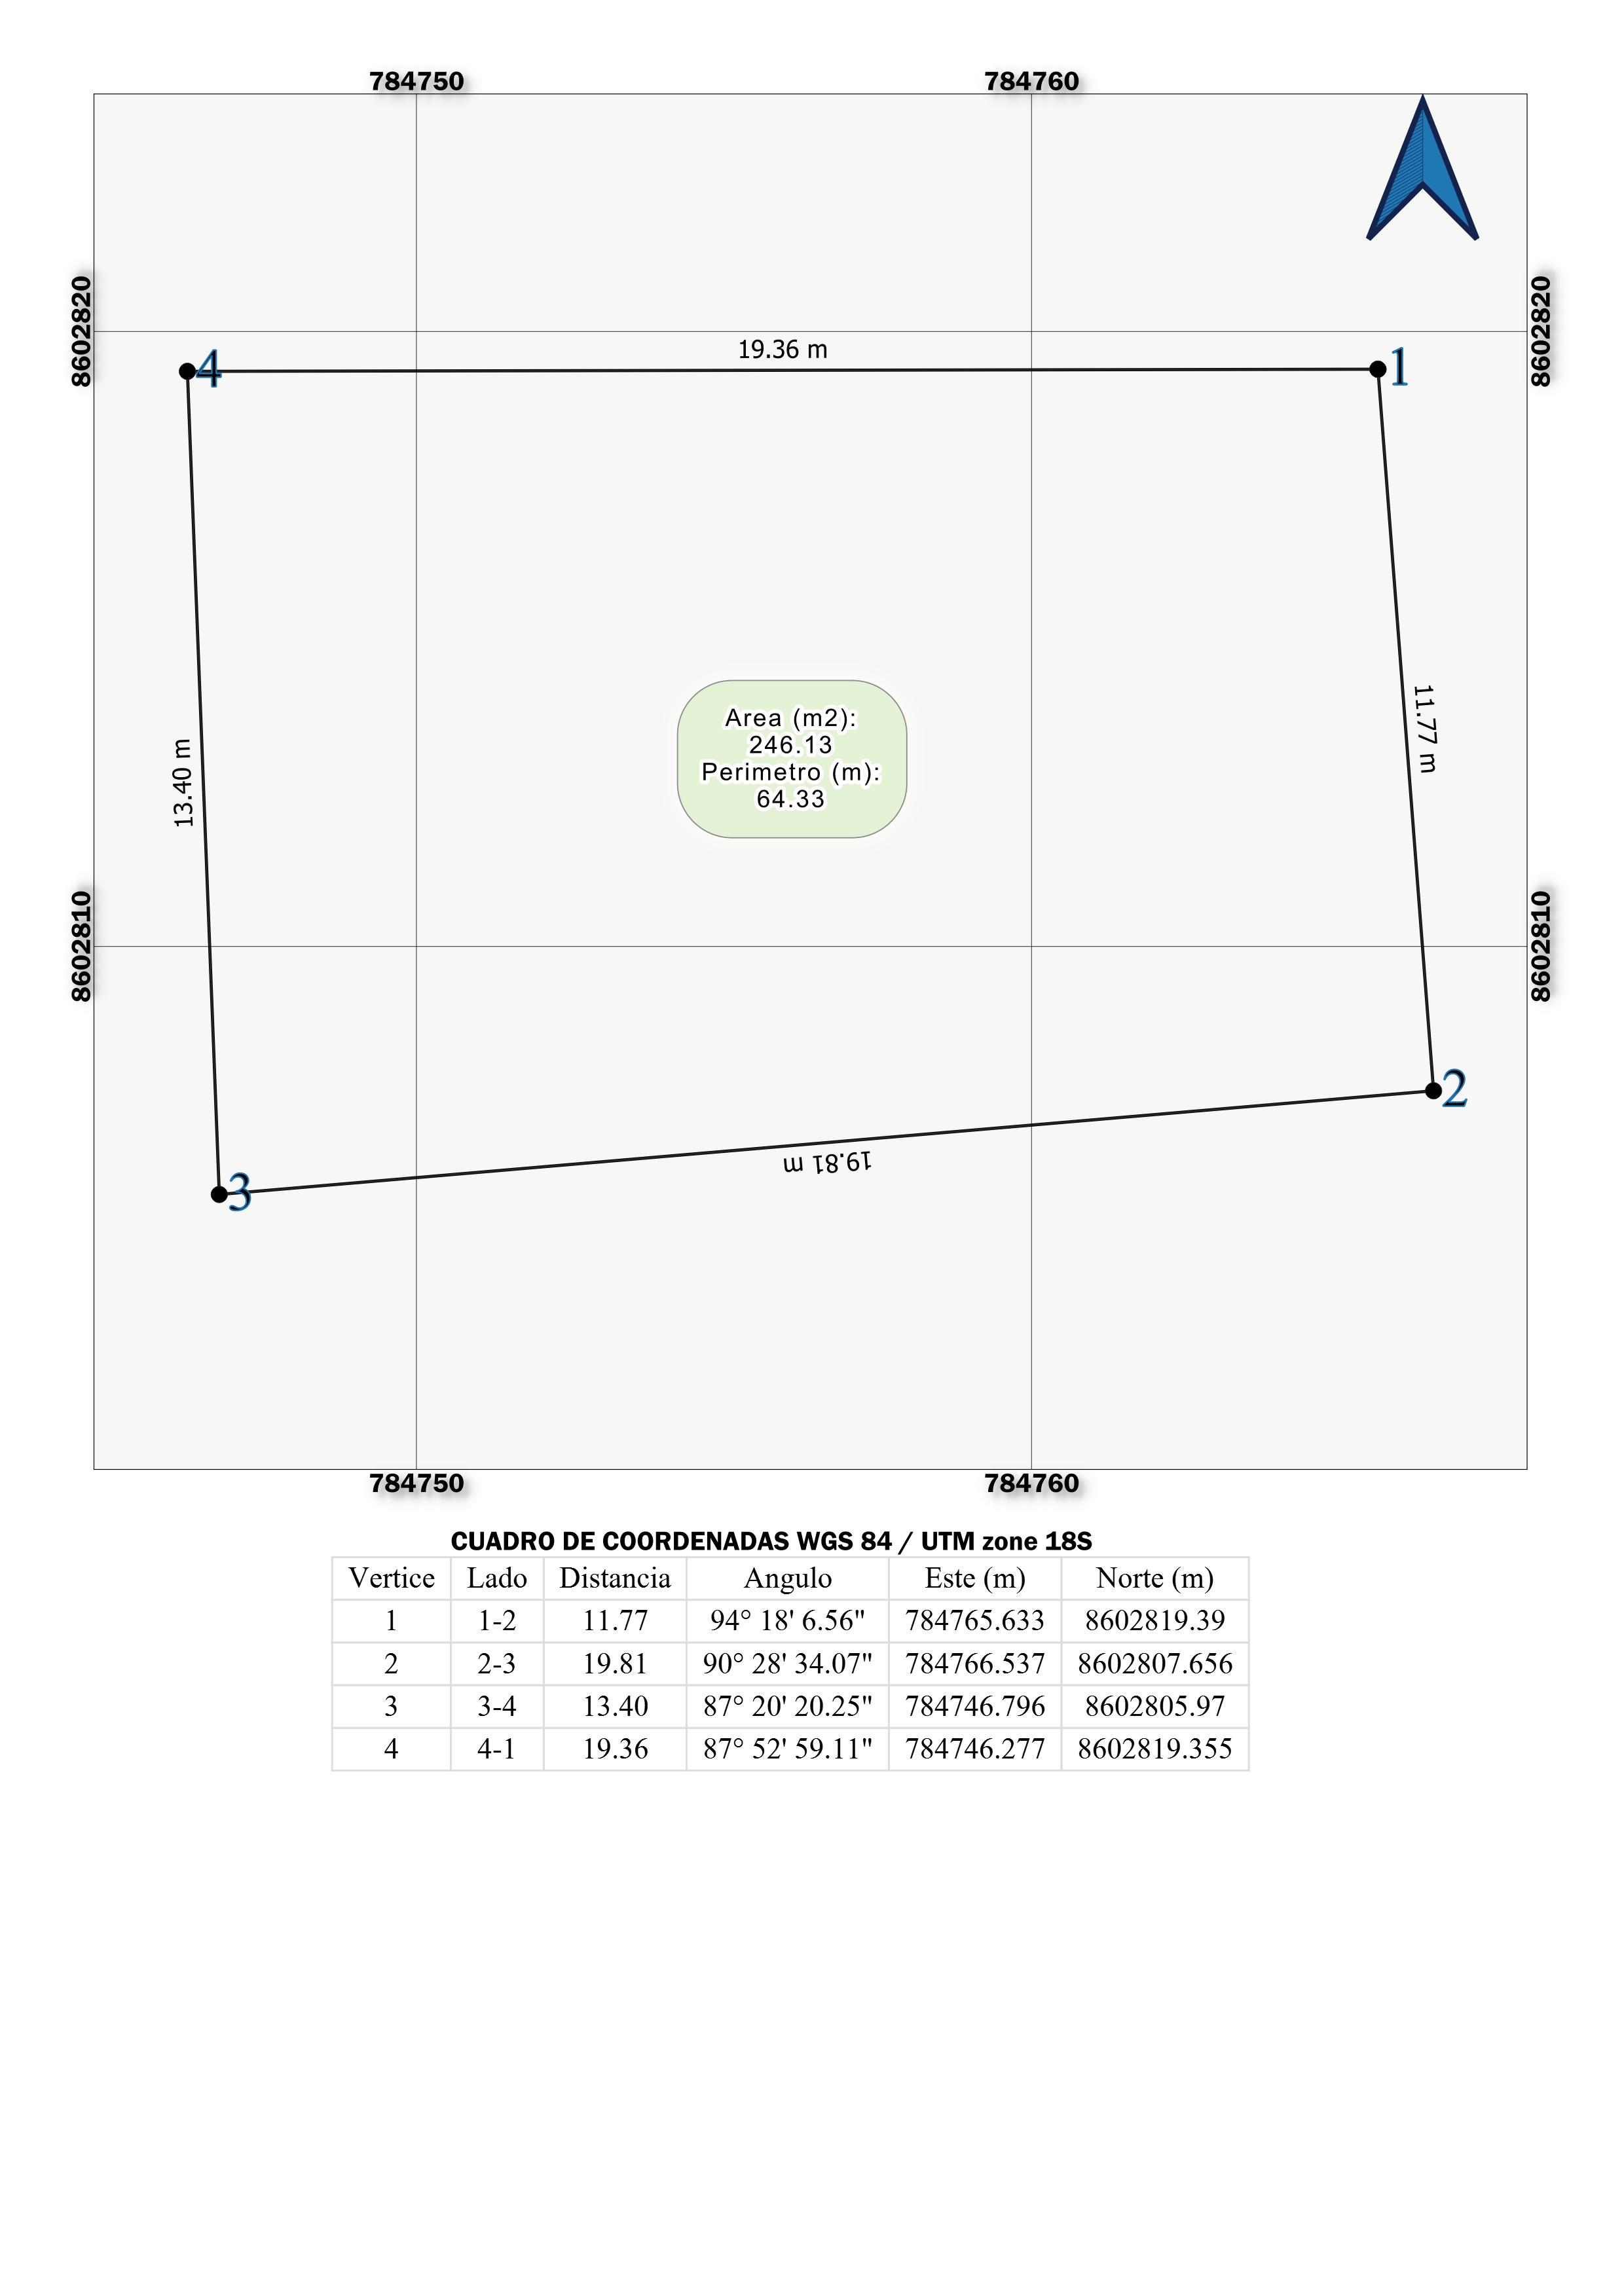 784750 784760
8602820 8602820
19.36 m
4 1
11.77 m
Area (m2):
246.13
Perimetro (m):
64.33
13.40 m
8602810 8602810
2
19.81 m
3
784750 784760
CUADRO DE COORDENADAS WGS 84 / UTM zone 18S
Vertice Lado Distancia Angulo Este (m) Norte (m)
1 1-2 11.77 94° 18' 6.56" 784765.633 8602819.39
2 2-3 19.81 90° 28' 34.07" 784766.537 8602807.656
3 3-4 13.40 87° 20' 20.25" 784746.796 8602805.97
4 4-1 19.36 87° 52' 59.11" 784746.277 8602819.355